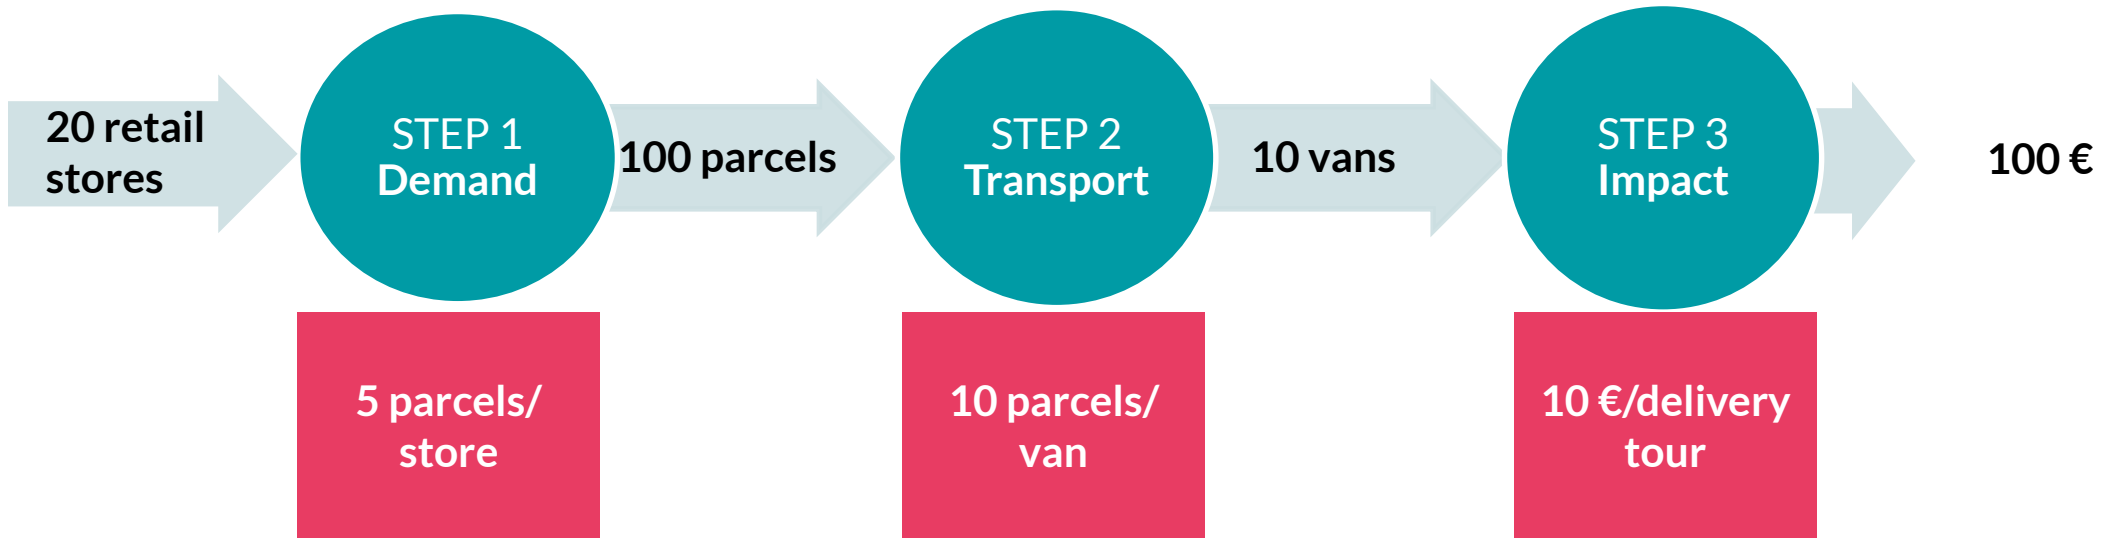 20 retail
stores
STEP 1
Demand
100 parcels
STEP 2
Transport
10 vans
STEP 3
Impact
100 €
5 parcels/
store
10 parcels/
van
10 €/delivery
tour